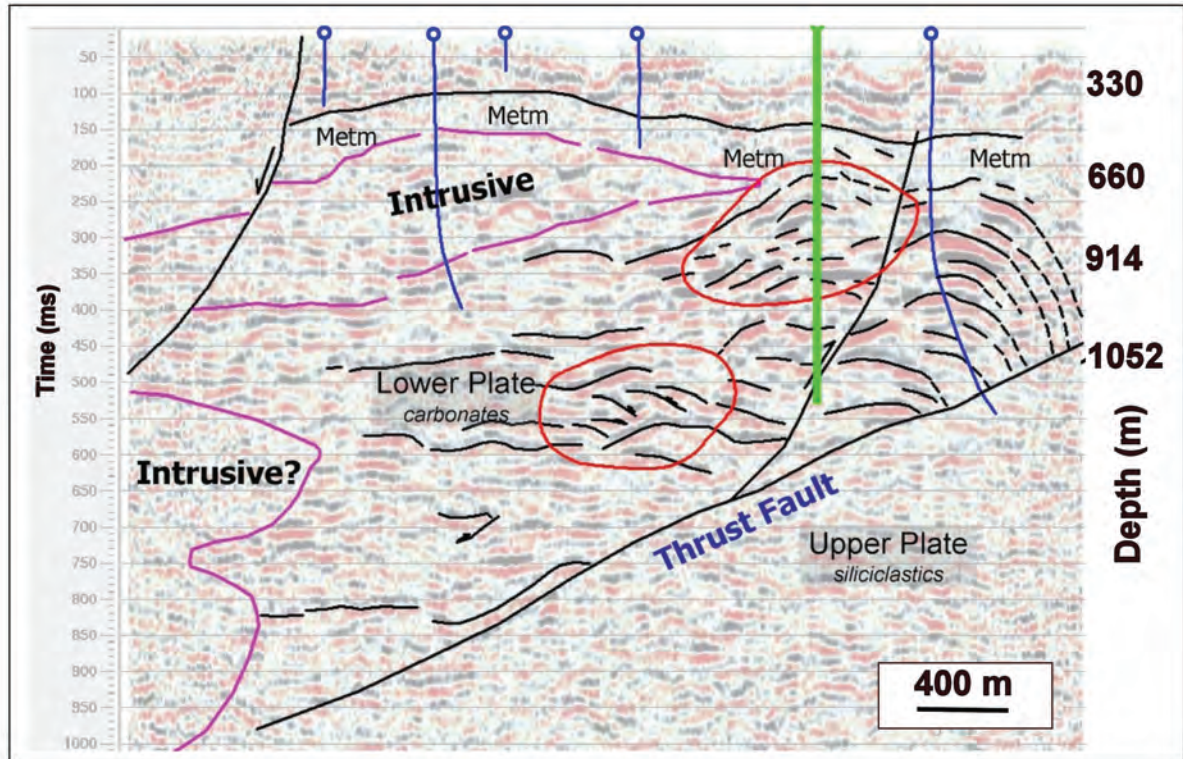 50
100
150
200
250
300
350
400
450
500
550
600
650
700
750
800
850
900
950
1000
Time (ms)
330
660
914
1052
Depth (m)
Metm
Metm
Metm
Metm
Intrusive
Lower Plate
carbonates
Intrusive?
Thrust Fault
Upper Plate
siliciclastics
400 m